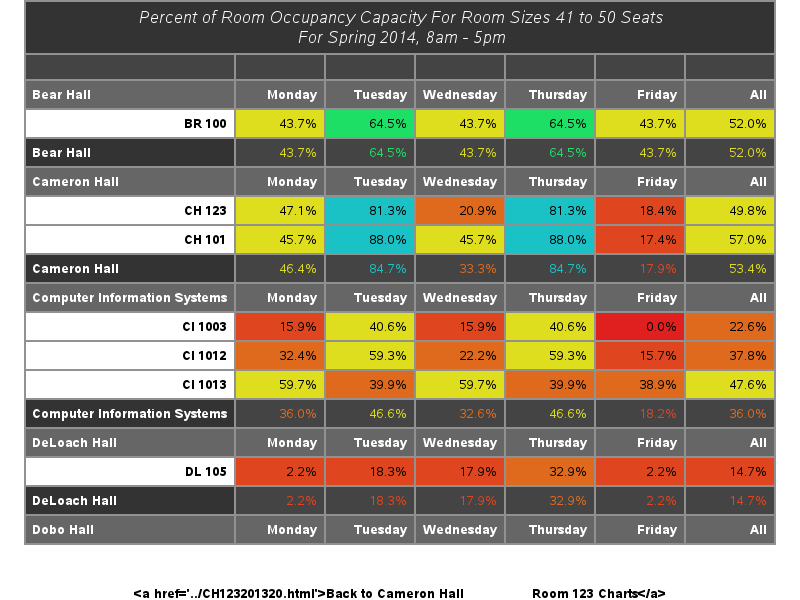 Percent of Room Occupancy Capacity For Room Sizes 41 to 50 Seats
For Spring 2014, 8am - 5pm
Bear Hall Monday Tuesday Wednesday Thursday Friday All
BR 100 43.7% 64.5% 43.7% 64.5% 43.7% 52.0%
Bear Hall 43.7% 64.5% 43.7% 64.5% 43.7% 52.0%
Cameron Hall Monday Tuesday Wednesday Thursday Friday All
CH 123 47.1% 81.3% 20.9% 81.3% 18.4% 49.8%
CH 101 45.7% 88.0% 45.7% 88.0% 17.4% 57.0%
Cameron Hall 46.4% 84.7% 33.3% 84.7% 17.9% 53.4%
Computer Information Systems Monday Tuesday Wednesday Thursday Friday All
CI 1003 15.9% 40.6% 15.9% 40.6% 0.0% 22.6%
CI 1012 32.4% 59.3% 22.2% 59.3% 15.7% 37.8%
CI 1013 59.7% 39.9% 59.7% 39.9% 38.9% 47.6%
Computer Information Systems 36.0% 46.6% 32.6% 46.6% 18.2% 36.0%
DeLoach Hall Monday Tuesday Wednesday Thursday Friday All
DL 105 2.2% 18.3% 17.9% 32.9% 2.2% 14.7%
DeLoach Hall 2.2% 18.3% 17.9% 32.9% 2.2% 14.7%
Dobo Hall Monday Tuesday Wednesday Thursday Friday All
<a href='../CH123201320.html'>Back to Cameron Hall Room 123 Charts</a>